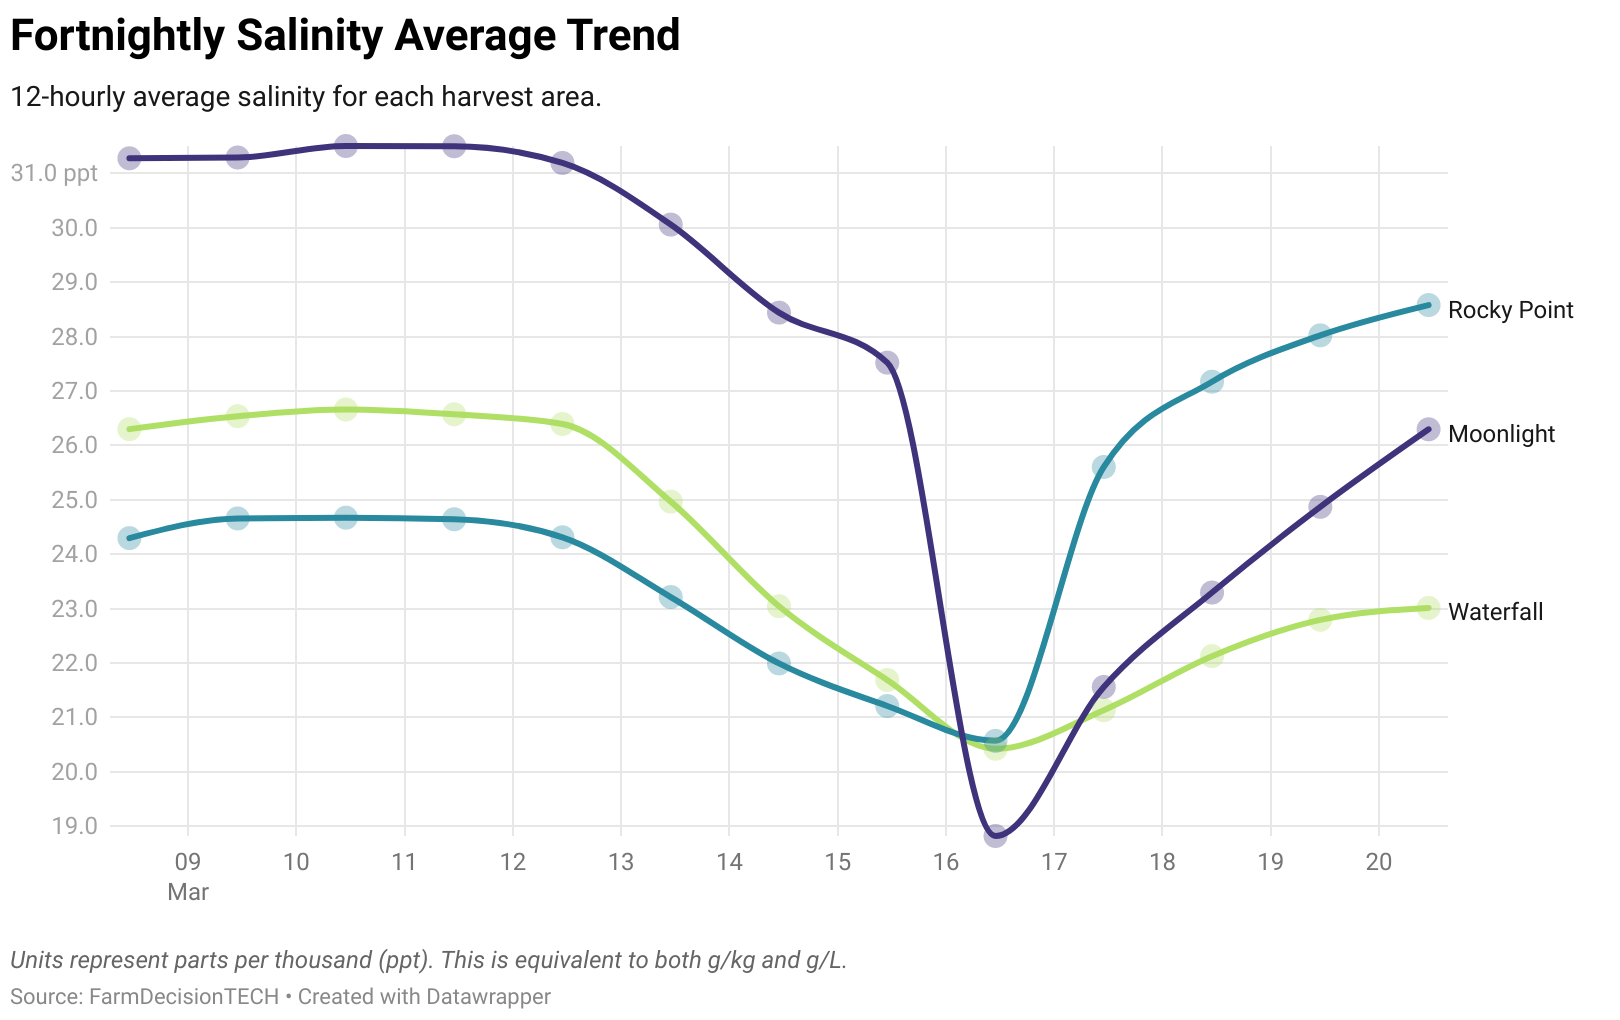 Fortnightly Salinity Average Trend
12-hourly average salinity for each harvest area.
31.0 ppt
30.0
29.0
28.0
27.0
26.0
25.0
24.0
23.0
22.0
21.0
20.0
19.0
Rocky Point
Moonlight
Waterfall
09 10 11 12 13 14 15 16 17 18 19 20
Mar
Units represent parts per thousand (ppt). This is equivalent to both g/kg and g/L.
Source: FarmDecisionTECH • Created with Datawrapper